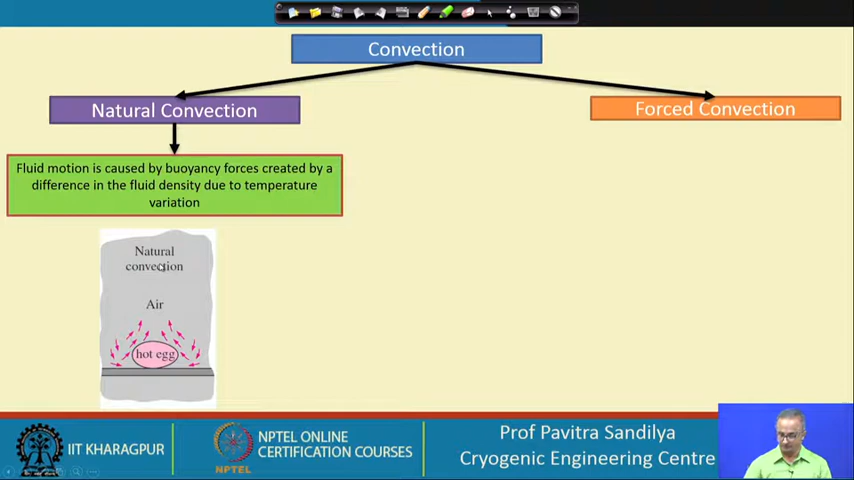 Convection
Natural Convection
Forced Convection
Fluid motion is caused by buoyancy forces created by a
difference in the fluid density due to temperature
variation
Natural
convection
Air
hot egg
IIT KHARAGPUR
NPTEL
NPTEL ONLINE
CERTIFICATION COURSES
Prof Pavitra Sandilya
Cryogenic Engineering Centre